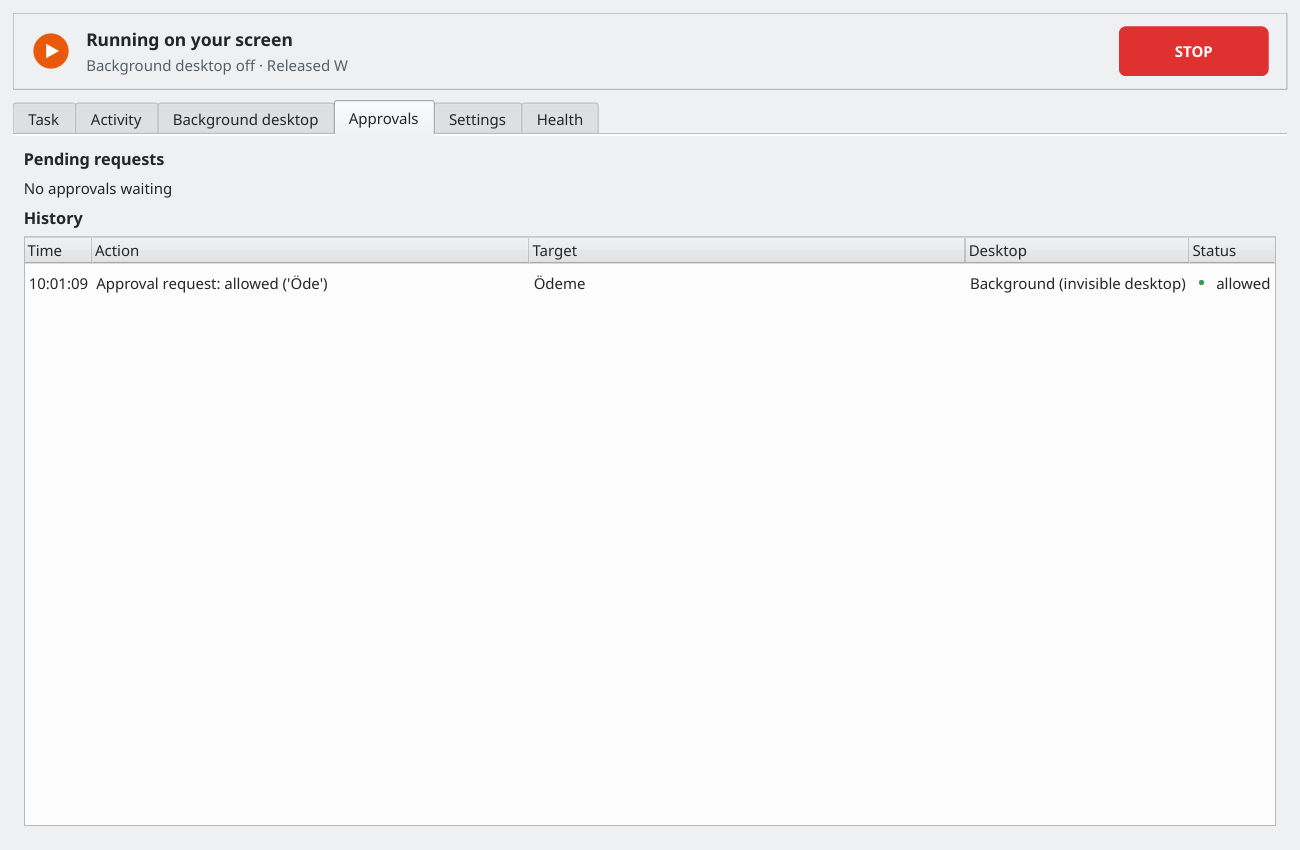 Running on your screen
Background desktop off · Released W
STOP
Task Activity Background desktop Approvals Settings Health
Pending requests
No approvals waiting
History
Time Action Target Desktop Status
10:01:09 Approval request: allowed ('Öde') Ödeme Background (invisible desktop) allowed